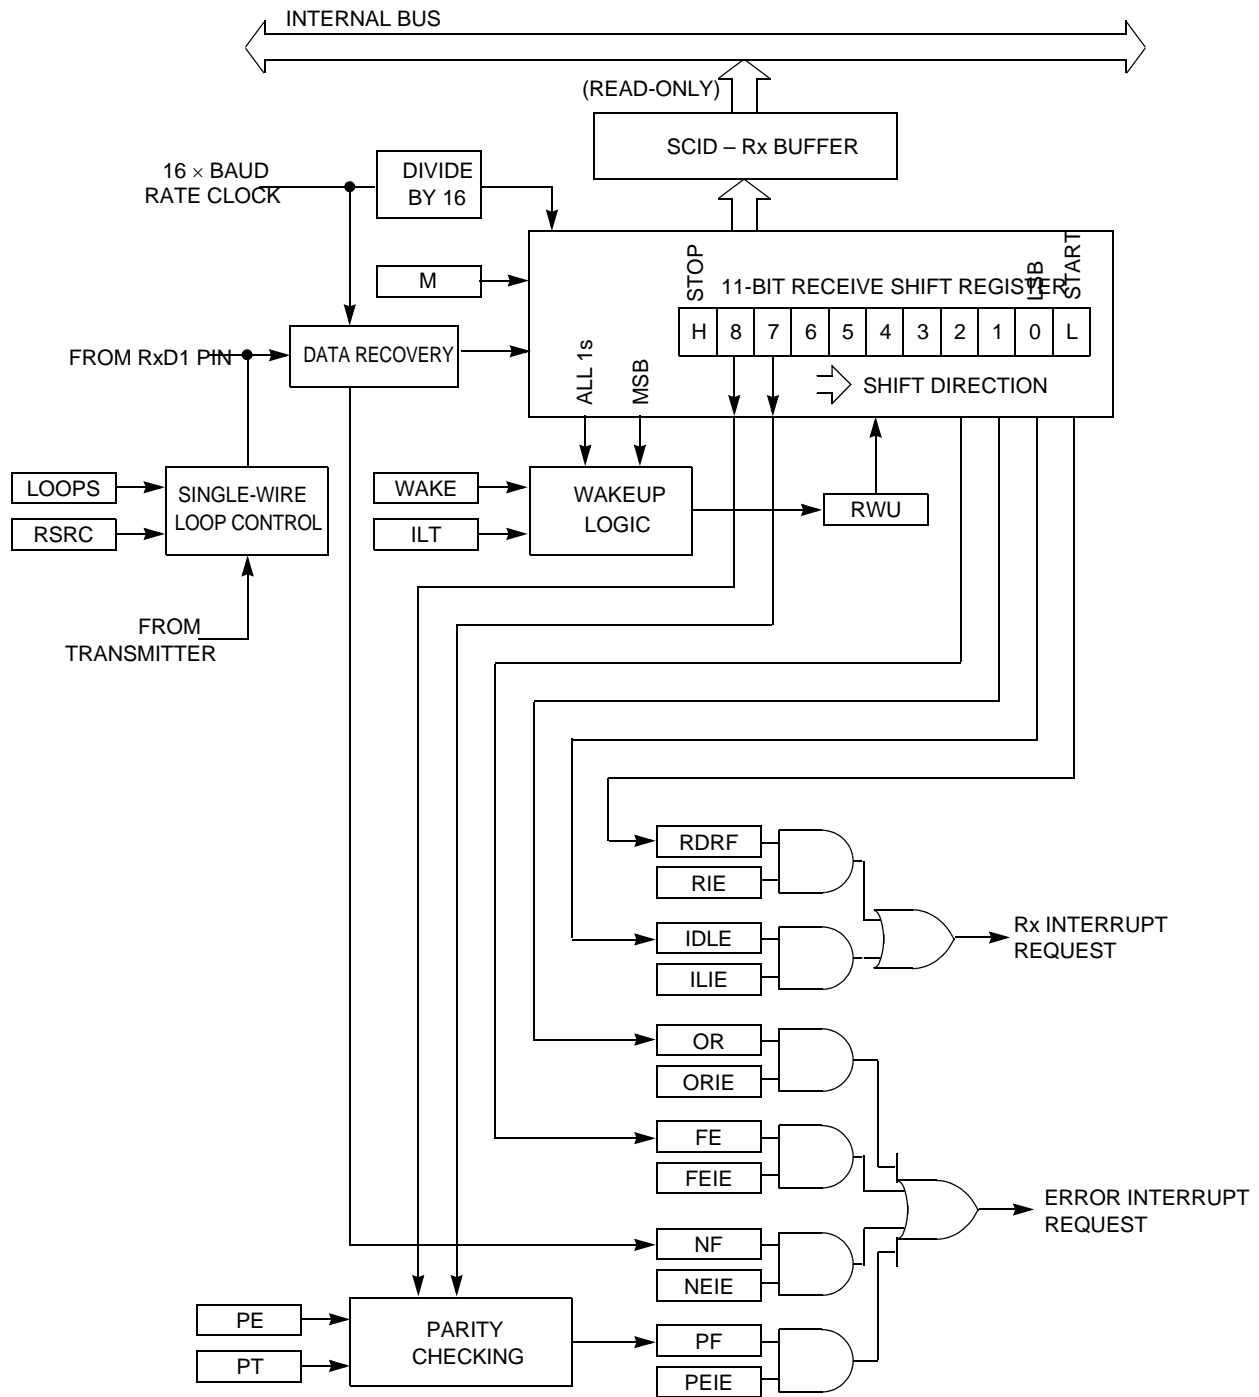 INTERNAL BUS
(READ-ONLY)
SCID – Rx BUFFER
16 × BAUD
RATE CLOCK
DIVIDE
BY 16
M
STOP
11-BIT RECEIVE SHIFT REGISTER
LSB
START
H 8 7 6 5 4 3 2 1 0 L
FROM RxD1 PIN
DATA RECOVERY
ALL 1s
MSB
SHIFT DIRECTION
LOOPS
RSRC
SINGLE-WIRE
LOOP CONTROL
WAKE
ILT
WAKEUP
LOGIC
RWU
FROM
TRANSMITTER
RDRF
RIE
IDLE
ILIE
Rx INTERRUPT
REQUEST
OR
ORIE
FE
FEIE
ERROR INTERRUPT
REQUEST
NF
NEIE
PE
PT
PARITY
CHECKING
PF
PEIE